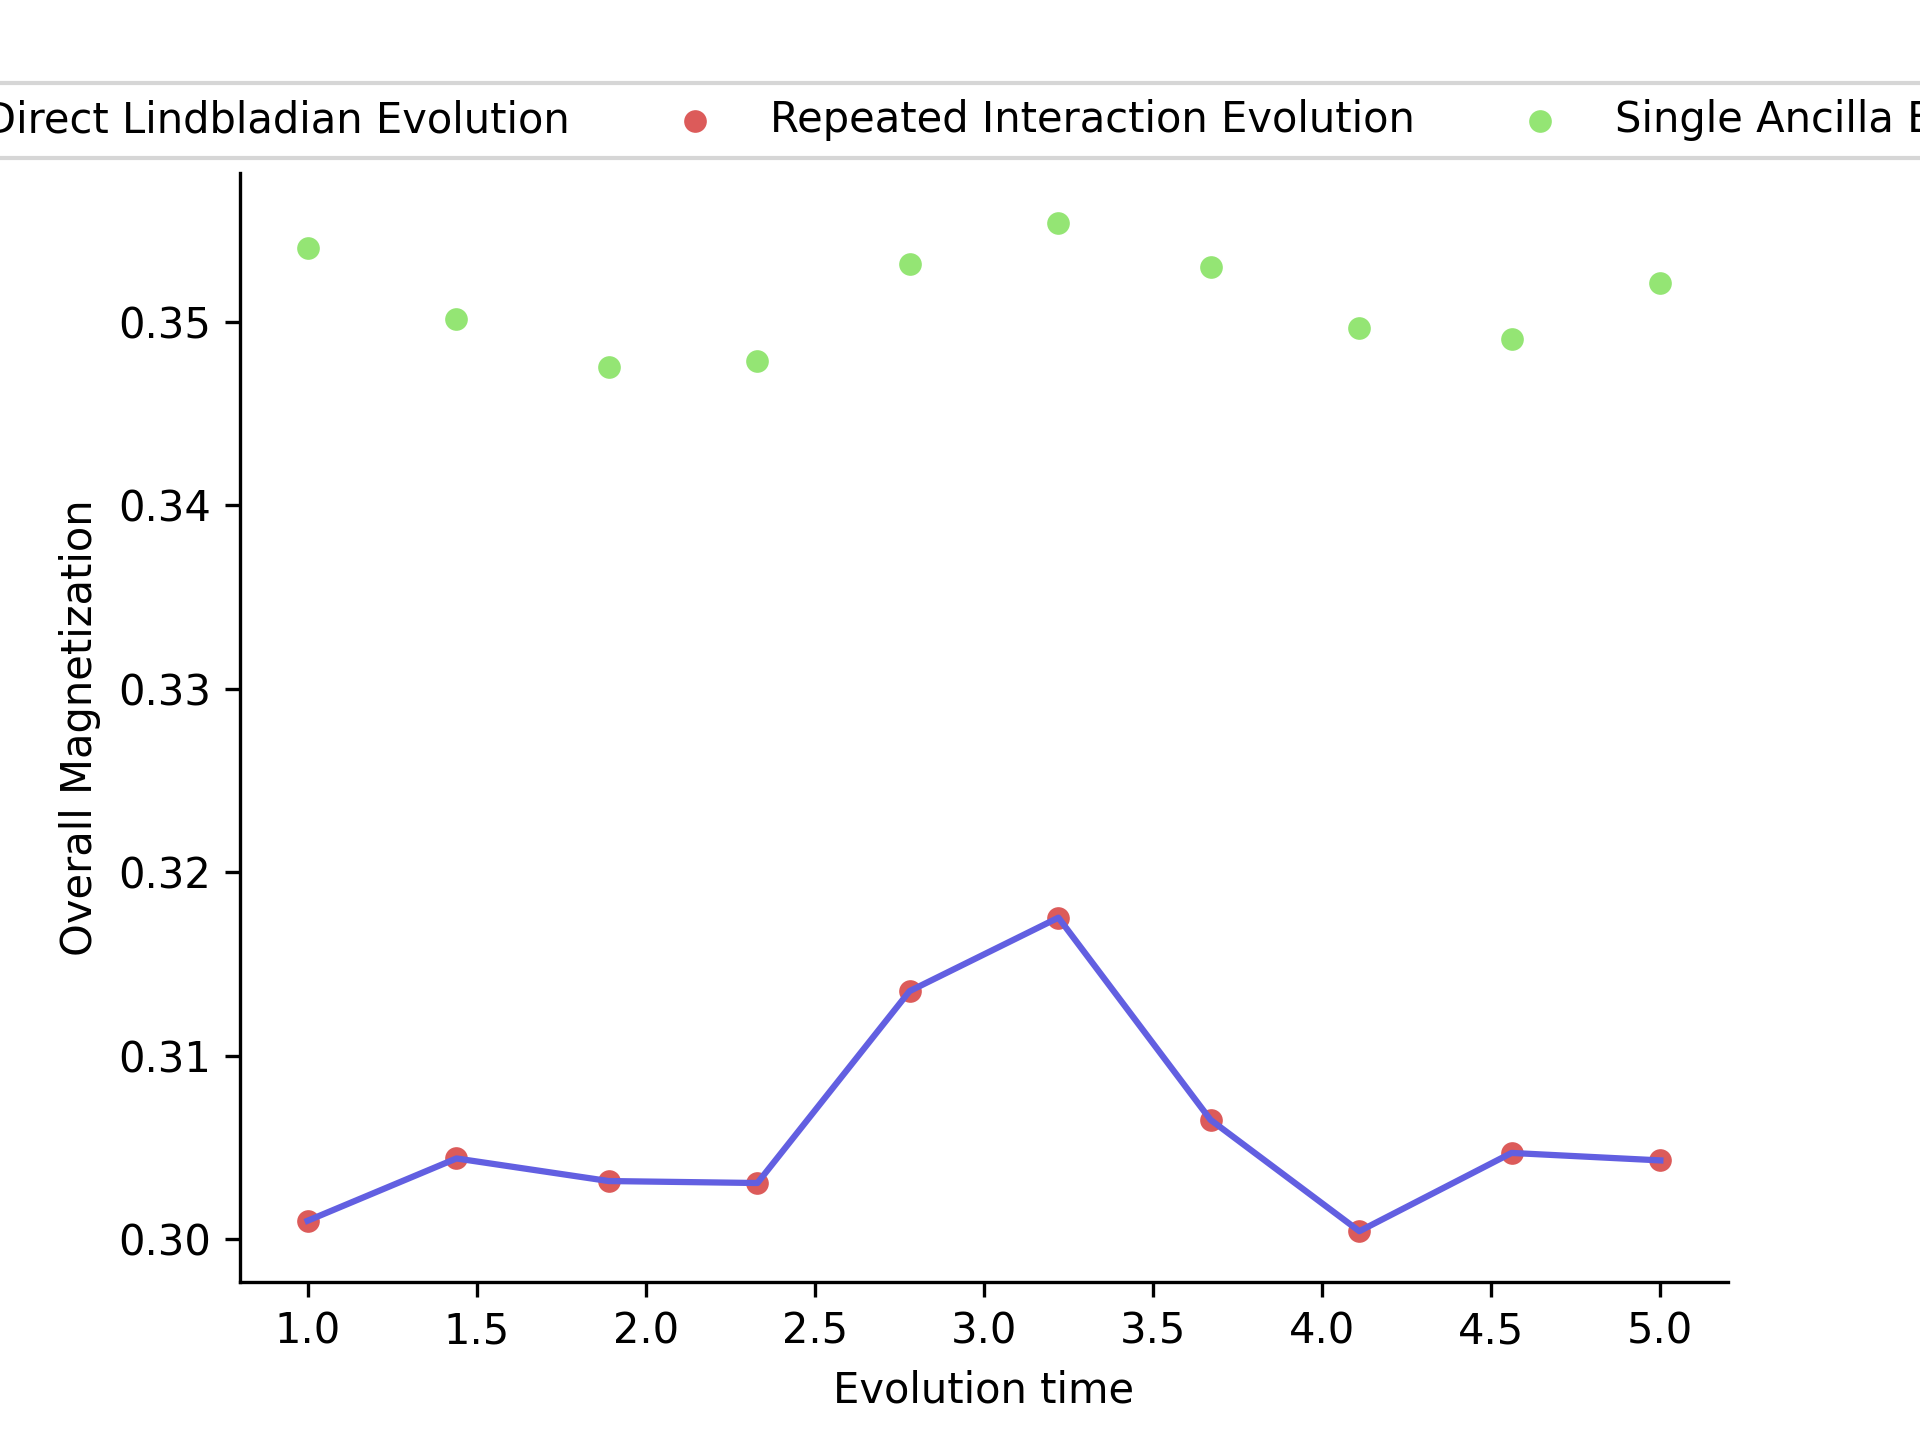 Direct Lindbladian Evolution Repeated Interaction Evolution Single Ancilla
0.35
0.34
0.33
0.32
0.31
0.30
Overall Magnetization
1.0 1.5 2.0 2.5 3.0 3.5 4.0 4.5 5.0
Evolution time